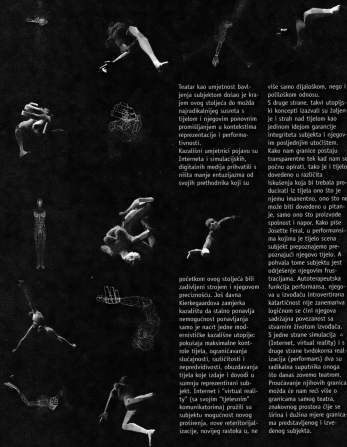 Teatar kao umjetnost bavl-
jenja subjektom došao je kra-
jem ovog stoljeća do možda
najradikalnijeg susreta s
tijelom i njegovim ponovnim
promišljanjem u kontekstima
reprezentacije i performa-
tivnosti.
Kazališni umjetnici pojavu su
Interneta i simulacijskih,
digitalnih medija prihvatili s
ništa manje entuzijazma od
svojih prethodnika koji su
početkom ovog stoljeća bili
zadivljeni strojem i njegovom
preciznošću. Još davna
Kierkegaardova zamjerka
kazalištu da stalno ponavlja
nemogućnost ponavljanja
samo je nacrt jedne mod-
ernističke kazališne utopije:
pokušaja maksimalne kont-
role tijela, ograničavanja
slučajnosti, različitosti i
nepredvidivosti, obuzdavanja
tijela koje izdaje i dovodi u
sumnju reprezentirani sub-
jekt. Internet i "virtual reali-
ty" (sa svojim "tjelesnim"
komunikatorima) pružili su
subjektu mogućnost novog
proširenja, nove reteritorijal-
izacije, novijeg rastoka u, ne
više samo dijaloškom, nego i
poliloškom odnosu.
S druge strane, takvi utopijs-
ki koncepti izazvali su žaljen-
je i strah nad tijelom kao
jedinom idejom garancije
integriteta subjekta i njegov-
im posljednjim utočištem.
Kako nam granice postaju
transparentne tek kad nam se
počnu opirati, tako je i tijelo
dovedeno u različita
iskušenja koja bi trebala pro-
ducirati iz tijela ono što je
njemu imanentno, ono što ne
može biti dovedeno u pitan-
je, samo ono što proizvode
spolnost i napor. Kako piše
Josette Feral, u performansi-
ma kojima je tijelo scena
subjekt prepoznajemo pre-
poznajući njegovo tijelo. A
pohvala tome subjektu jest
odrješenje njegovim frus-
tracijama. Autoterapeutska
funkcija performansa, njego-
va u izvođaču introvertirana
katarktičnost nije zanemariva
logičnom se čini njegova
sadržajna povezanost sa
stvarnim životom izvođača.
S jedne strane simulacija
(Internet, virtual reality) i s
druge strane tvrdokorna real-
izacija (performans) dva su
radikalna suputnika onoga
što danas zovemo teatrom.
Proučavanje njihovih granica
možda će nam reći više o
granicama samog teatra,
znakovnog prostora čije se
širina i dužina mjere granica-
ma predstavljenog i izve-
denog subjekta.